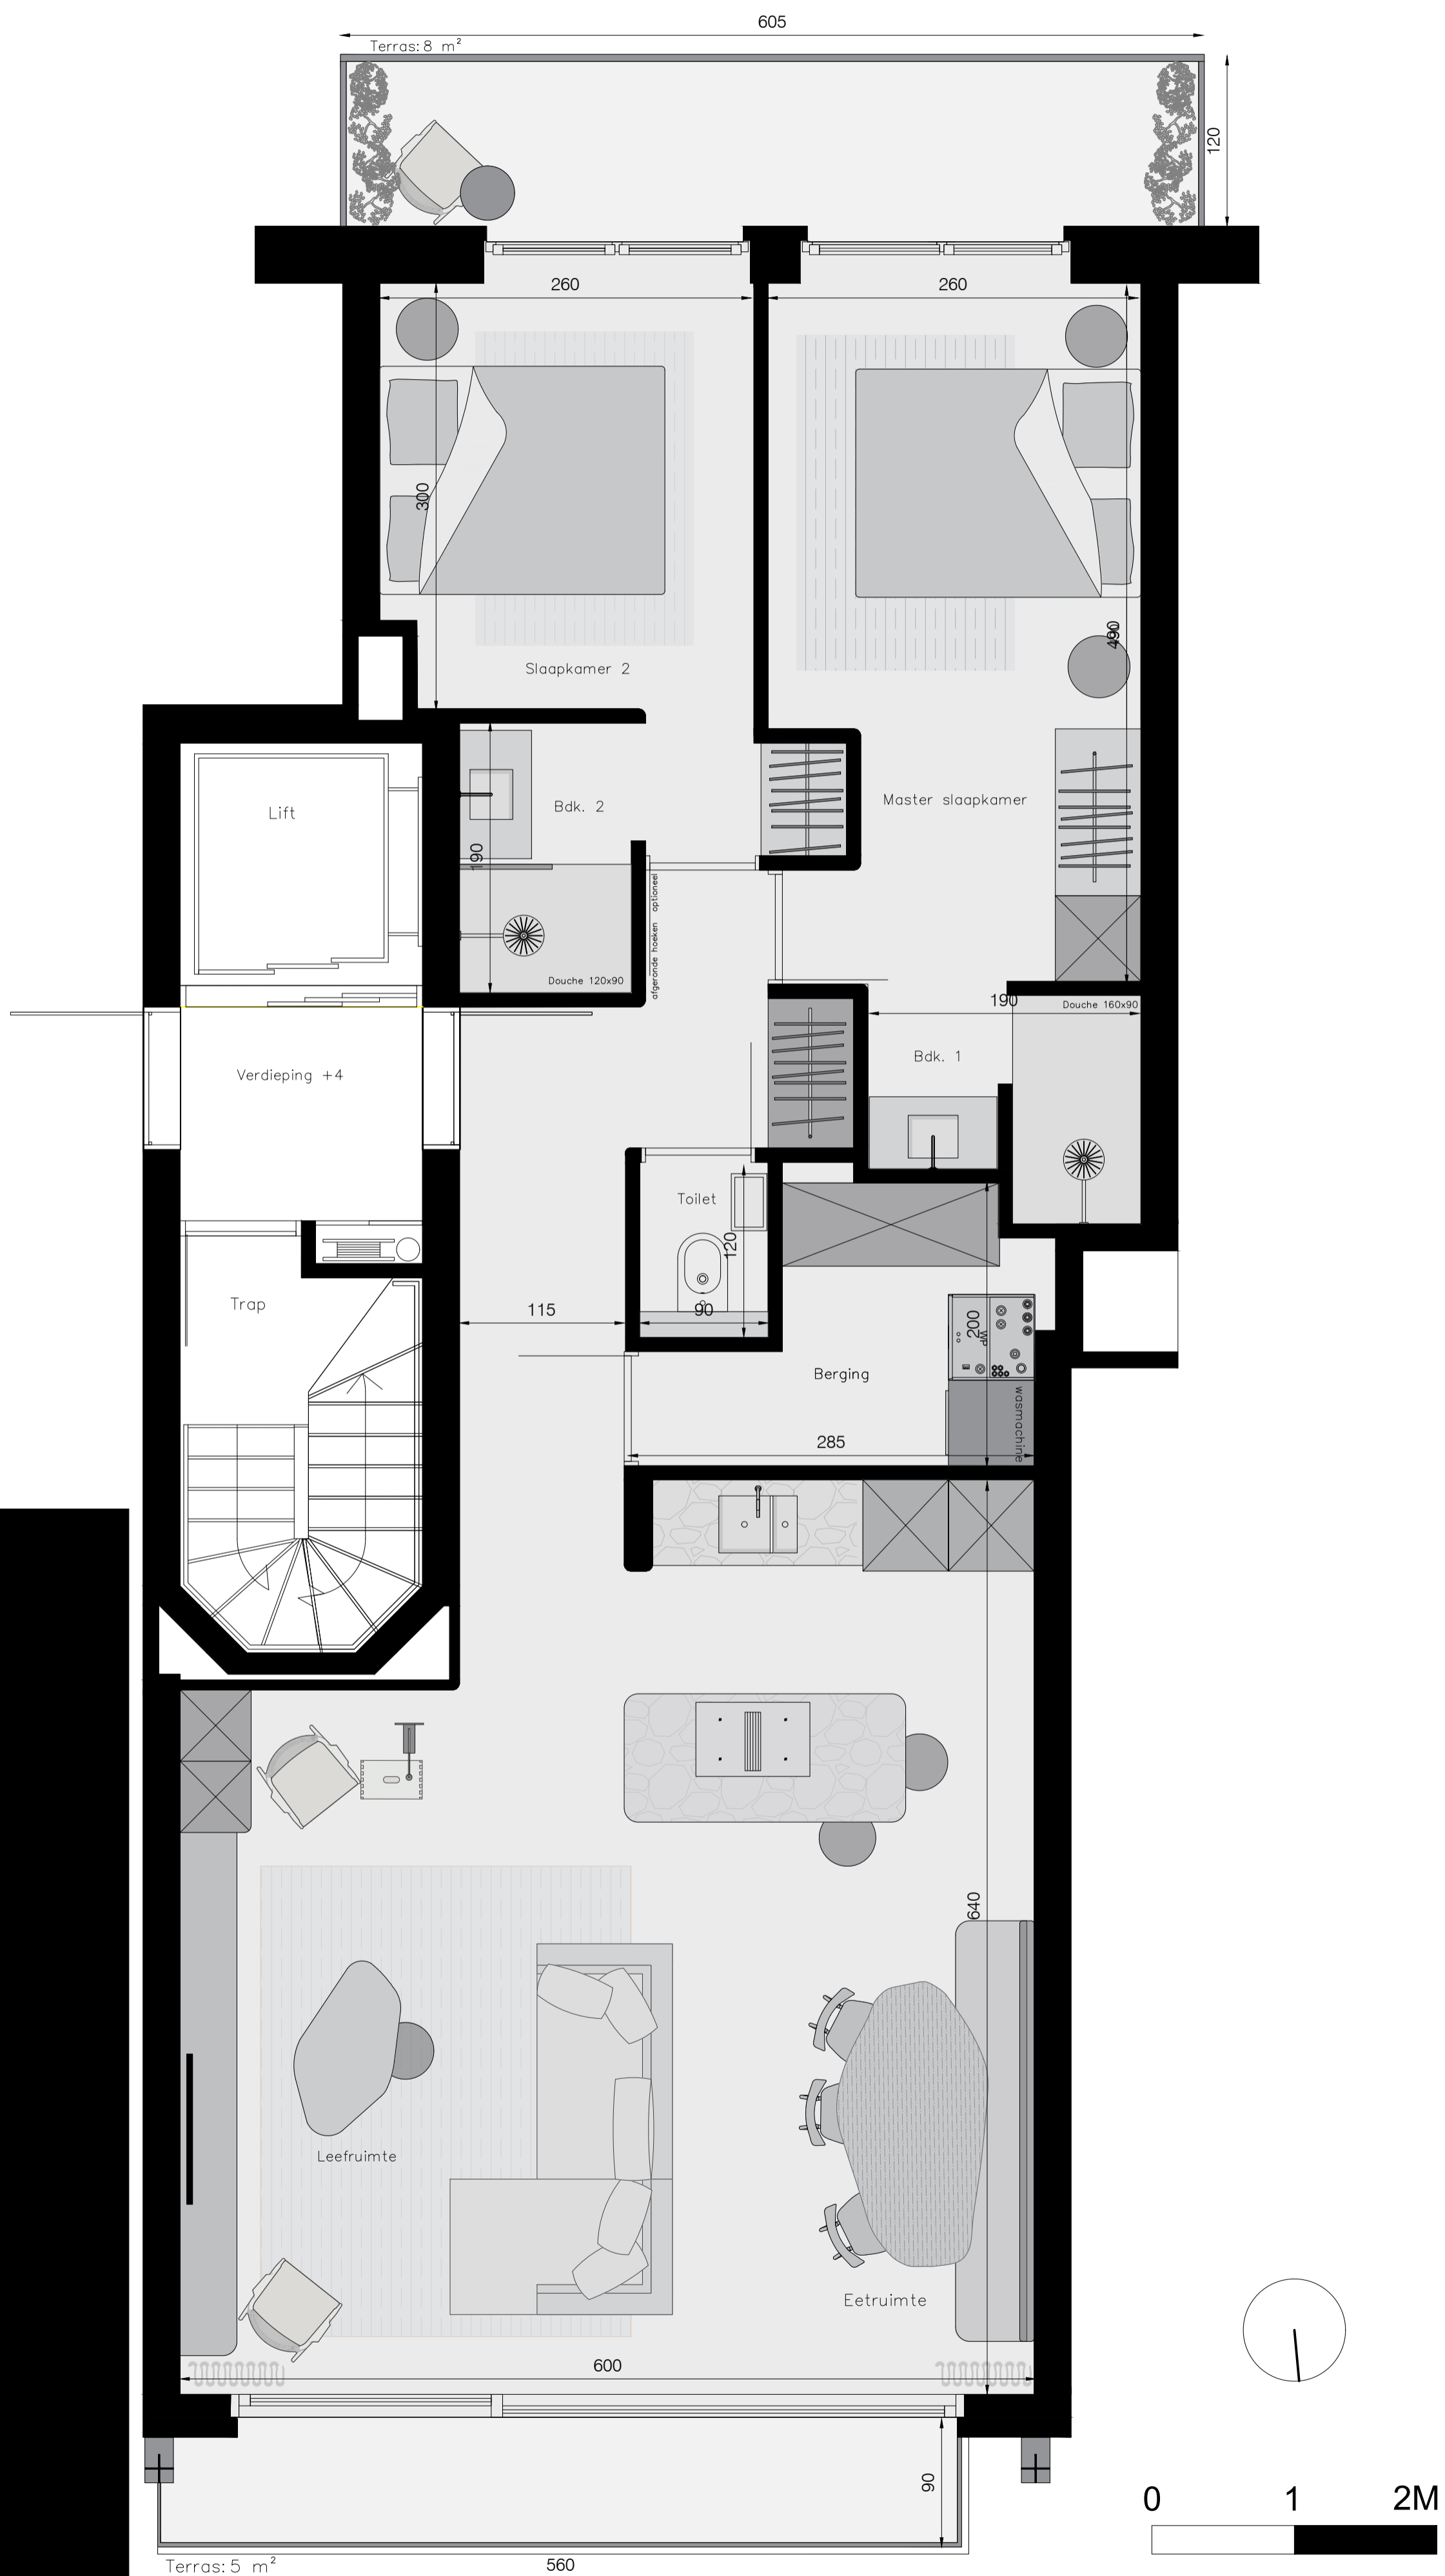 605
Terras: 8 m²
120
260
260
300
Slaapkamer 2
490
Lift
Bdk. 2
Master slaapkamer
190
afgeronde hoeken optioneel
Douche 120x90
190
Douche 160x90
Verdieping +4
Bdk. 1
Toilet
120
Trap
115
90
200
WP
Berging
wasmachine
285
640
Leefruimte
Eetruimte
600
90
0 1 2M
Terras: 5 m²
560